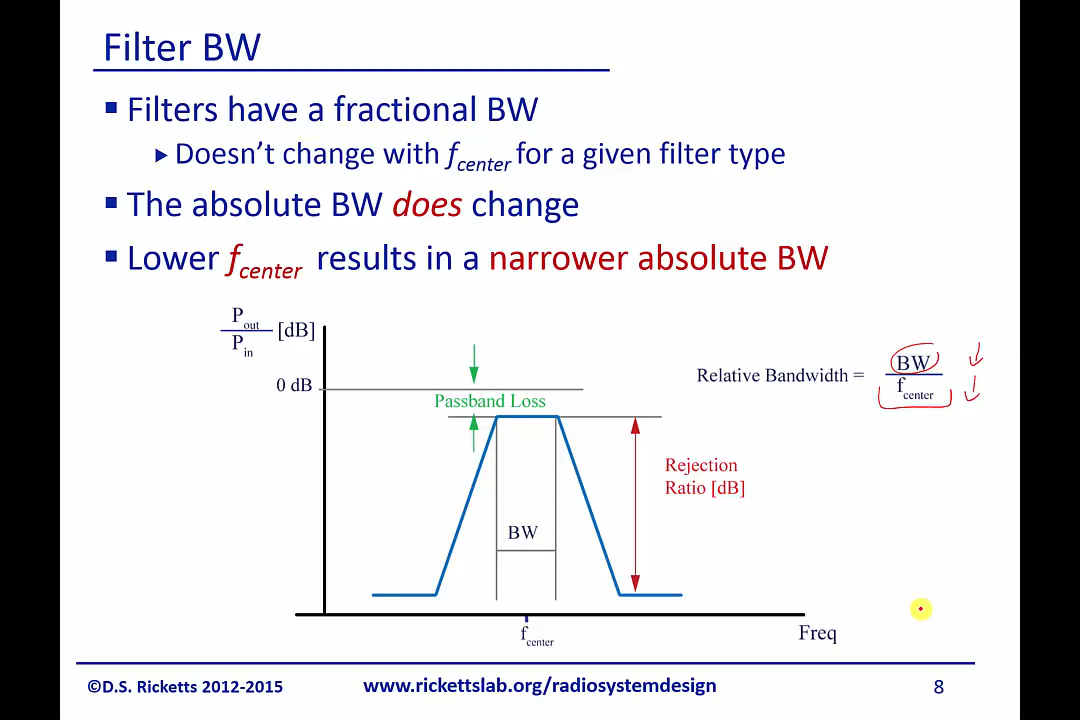 Filter BW
Filters have a fractional BW
Doesn't change with fcenter for a given filter type
The absolute BW does change
Lower fcenter results in a narrower absolute BW
Pout
Pin
[dB]
0 dB
Passband Loss
Relative Bandwidth =
BW
fcenter
Rejection
Ratio [dB]
BW
fcenter
Freq
©D.S. Ricketts 2012-2015
www.rickettslab.org/radiosystemdesign
8